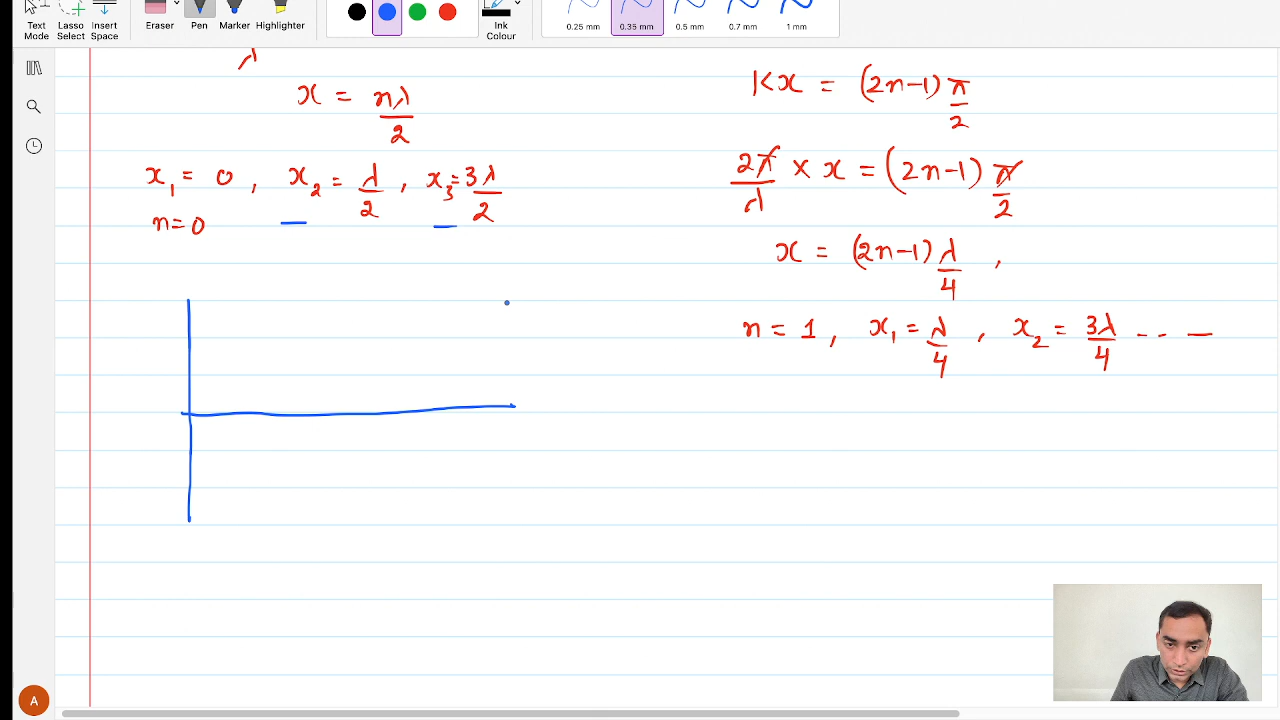 Text Mode
Lasso Select
Insert Space
Eraser
Pen
Marker
Highlighter
Ink Colour
0.25 mm
0.35 mm
0.5 mm
0.7 mm
1 mm
λ
x = nλ/2
x₁ = 0 , x₂ = λ/2 , x₃ = 3λ/2
n = 0
Kx = (2n-1) π/2
2π/λ × x = (2n-1) π/2
x = (2n-1) λ/4 ,
n = 1 , x₁ = λ/4 , x₂ = 3λ/4 - - —
A